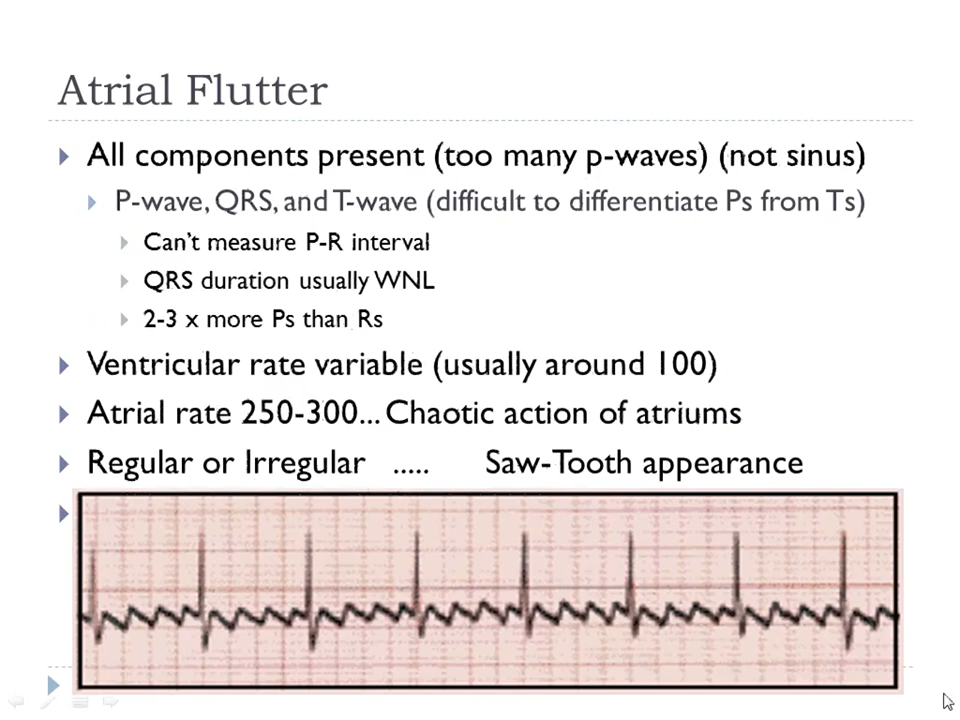 Atrial Flutter
All components present (too many p-waves) (not sinus)
P-wave, QRS, and T-wave (difficult to differentiate Ps from Ts)
Can't measure P-R interval
QRS duration usually WNL
2-3 x more Ps than Rs
Ventricular rate variable (usually around 100)
Atrial rate 250-300... Chaotic action of atriums
Regular or Irregular ..... Saw-Tooth appearance